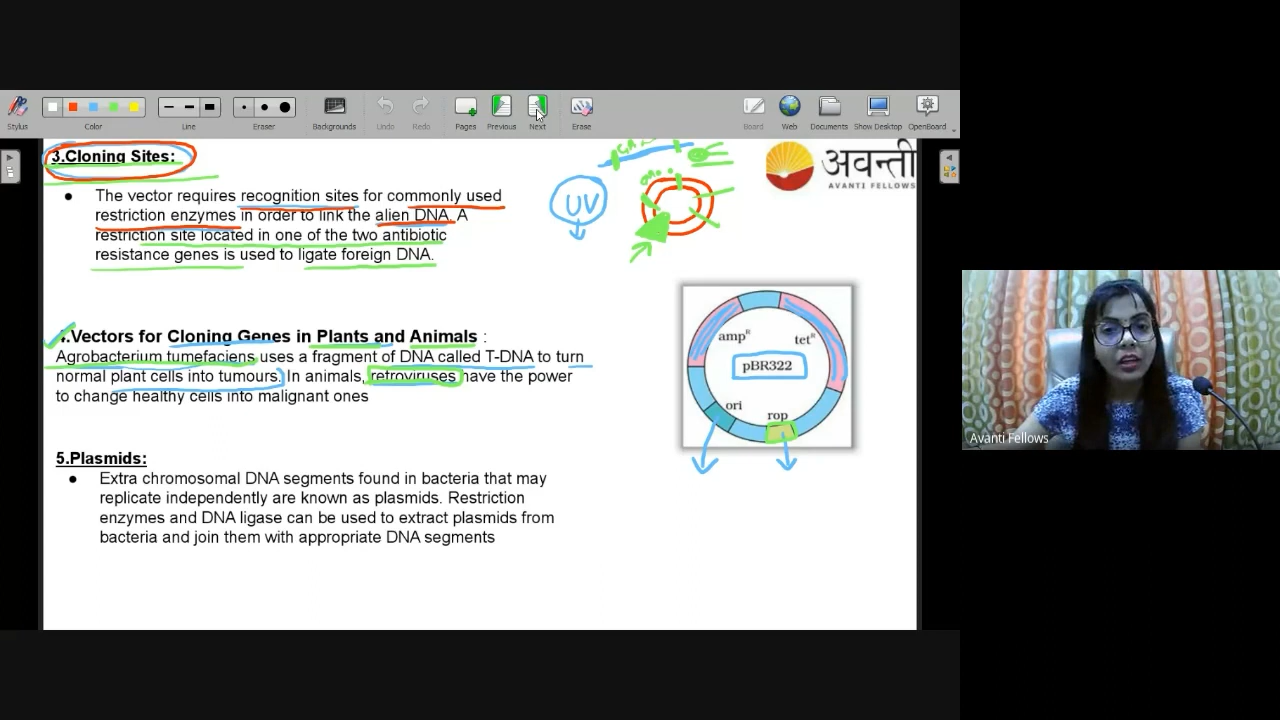 Stylus
Color
Line
Eraser
Backgrounds
Undo
Redo
Pages
Previous
Next
Erase
Board
Web
Documents
Show Desktop
OpenBoard
3.Cloning Sites:
● The vector requires recognition sites for commonly used
restriction enzymes in order to link the alien DNA. A
restriction site located in one of the two antibiotic
resistance genes is used to ligate foreign DNA.
UV
अवन्ती
AVANTI FELLOWS
.Vectors for Cloning Genes in Plants and Animals :
Agrobacterium tumefaciens uses a fragment of DNA called T-DNA to turn
normal plant cells into tumours. In animals, retroviruses have the power
to change healthy cells into malignant ones
ampR
tetR
pBR322
ori
rop
5.Plasmids:
● Extra chromosomal DNA segments found in bacteria that may
replicate independently are known as plasmids. Restriction
enzymes and DNA ligase can be used to extract plasmids from
bacteria and join them with appropriate DNA segments
Avanti Fellows